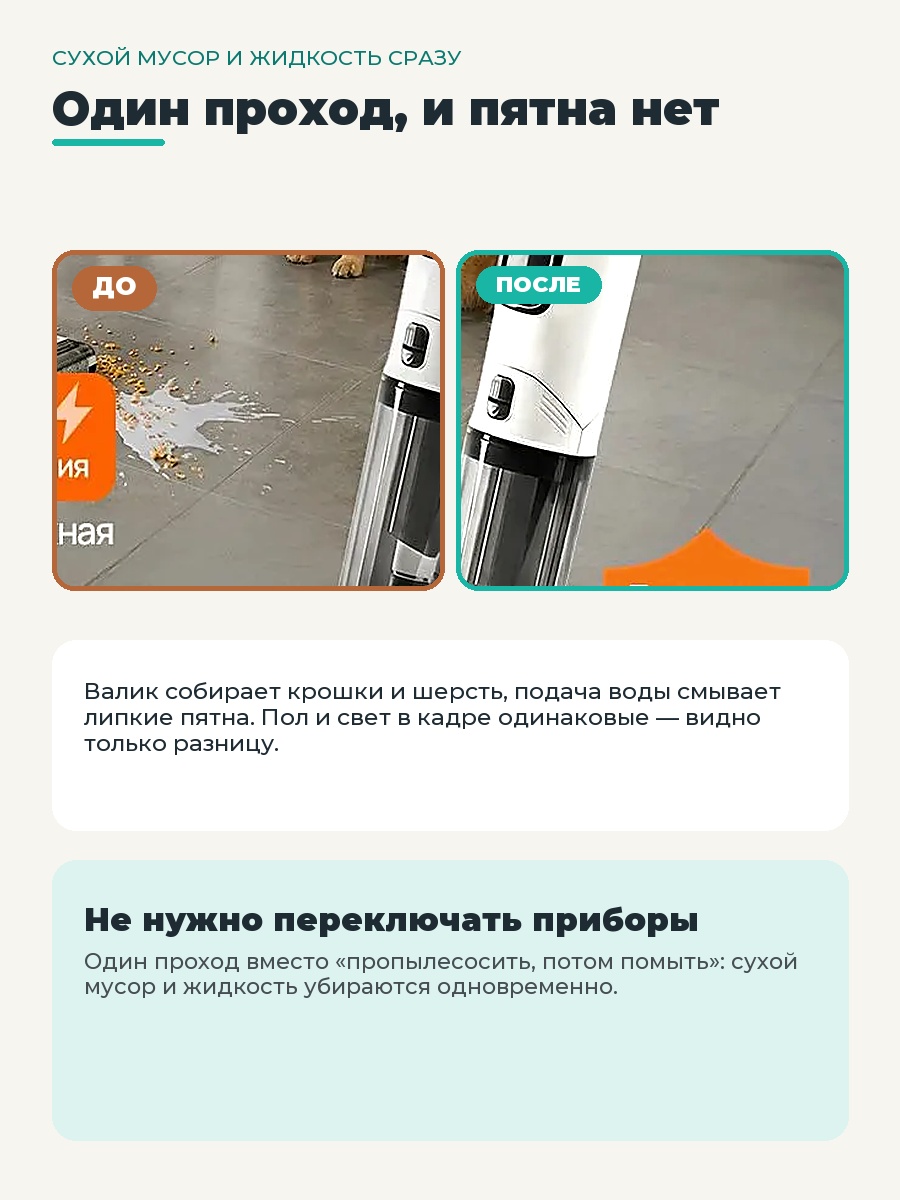 СУХОЙ МУСОР И ЖИДКОСТЬ СРАЗУ
Один проход, и пятна нет
ДО
ПОСЛЕ
ия
ная
Валик собирает крошки и шерсть, подача воды смывает
липкие пятна. Пол и свет в кадре одинаковые — видно
только разницу.
Не нужно переключать приборы
Один проход вместо «пропылесосить, потом помыть»: сухой
мусор и жидкость убираются одновременно.